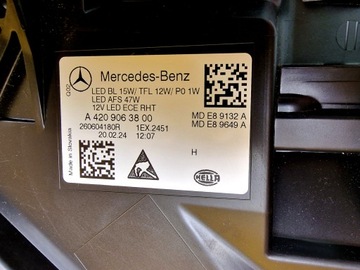 G.02
Mercedes-Benz
LED BL 15W/ TFL 12W/ P0 1W
LED AFS 47W
12V LED ECE RHT
A 420 906 38 00
260604180R 1EX.2451
20.02.24 12:07
MD E8 9132 A
MD E8 9649 A
Made in Slovakia
H
HELLA